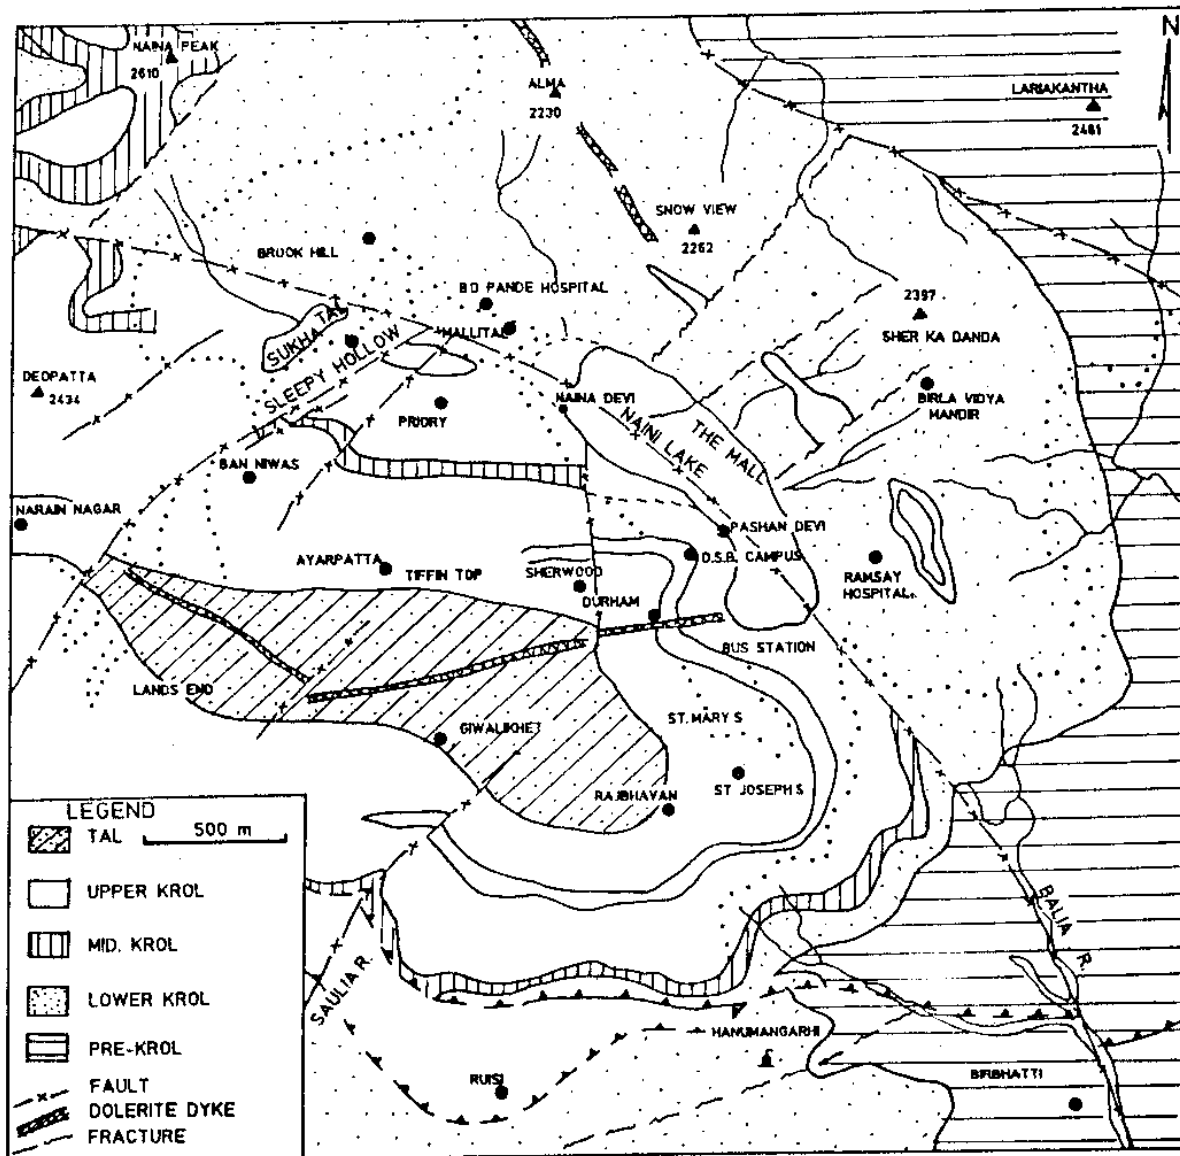 N
NAINA PEAK
2610
ALMA
2230
LARIAKANTHA
2481
SNOW VIEW
2262
BROOK HILL
BD PANDE HOSPITAL
2397
SUKHATAL
MALLITAL
SHER KA DANDA
SLEEPY HOLLOW
DEOPATTA
2434
NAINA DEVI
BIRLA VIDYA
MANDIR
PRIORY
NAINI LAKE
THE MALL
BAN NIWAS
NARAIN NAGAR
PASHAN DEVI
AYARPATTA
TIFFIN TOP
SHERWOOD
D.S.B. CAMPUS
RAMSAY
HOSPITAL
DURHAM
BUS STATION
LANDS END
ST. MARY S
GIWALIKHET
RAJBHAVAN
ST JOSEPH S
LEGEND
TAL
500 m
UPPER KROL
MID. KROL
LOWER KROL
PRE-KROL
FAULT
DOLERITE DYKE
FRACTURE
SAULIA R.
BALIA R.
HANUMANGARHI
RUISI
BIRBHATTI